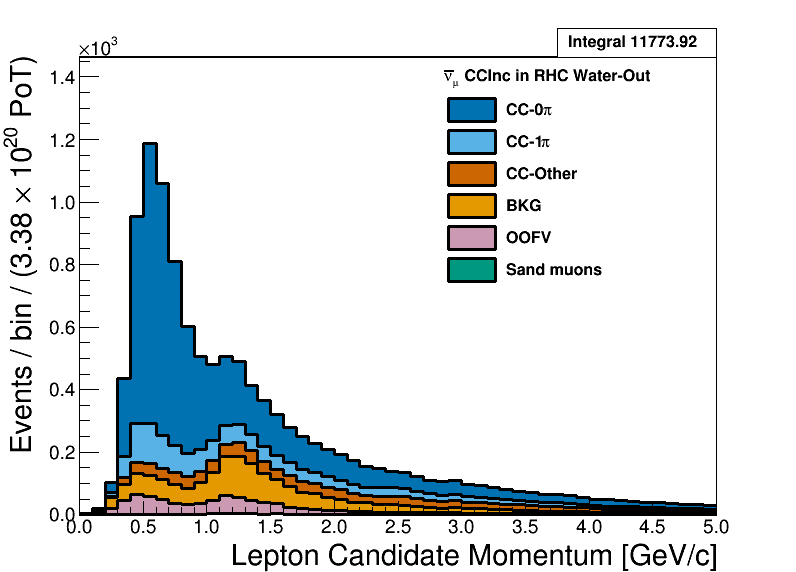 Integral 11773.92
×10³
ν̅μ CCInc in RHC Water-Out
CC-0π
CC-1π
CC-Other
BKG
OOFV
Sand muons
Events / bin / (3.38 × 10²⁰ PoT)
1.4
1.2
1.0
0.8
0.6
0.4
0.2
0.0
0.0 0.5 1.0 1.5 2.0 2.5 3.0 3.5 4.0 4.5 5.0
Lepton Candidate Momentum [GeV/c]